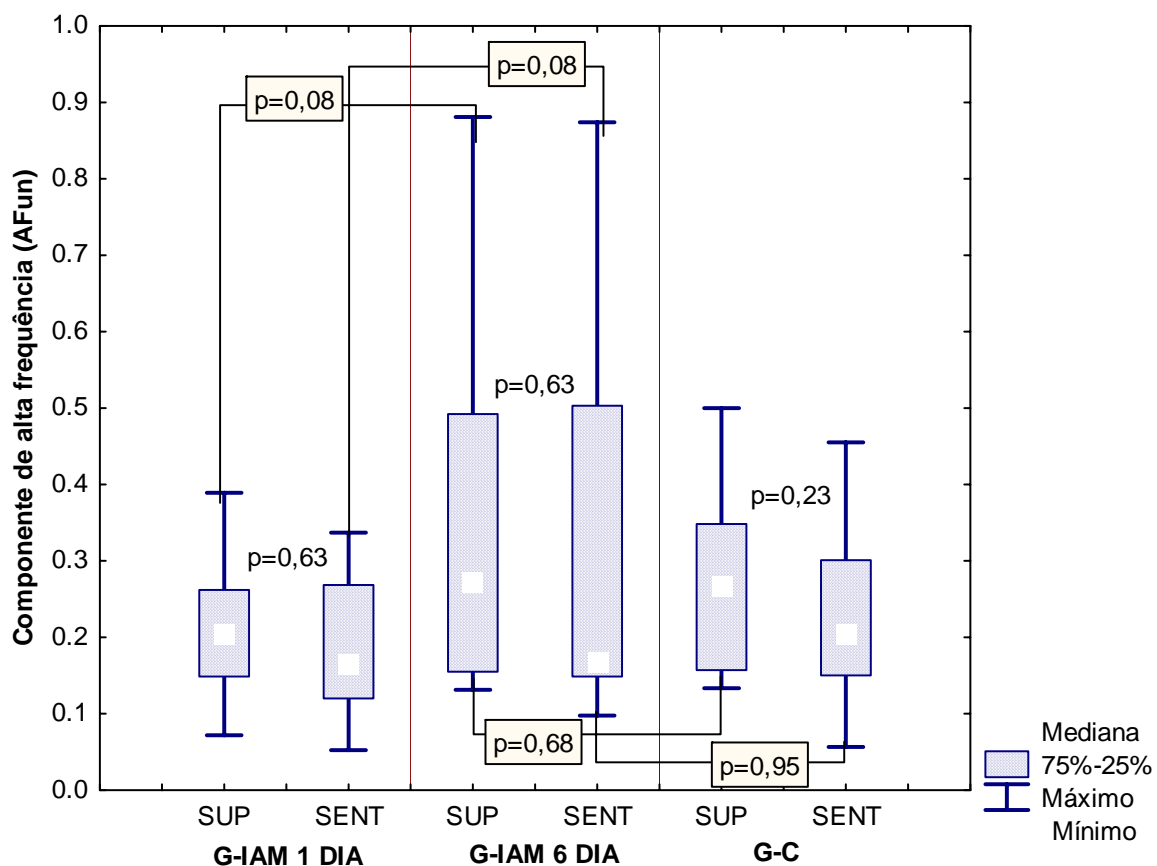 Componente de alta frequência (AFun)
1.0
0.9
0.8
0.7
0.6
0.5
0.4
0.3
0.2
0.1
0.0
p=0,08
p=0,08
p=0,63
p=0,63
p=0,23
p=0,68
p=0,95
SUP SENT SUP SENT SUP SENT
G-IAM 1 DIA G-IAM 6 DIA G-C
Mediana
75%-25%
Máximo
Mínimo